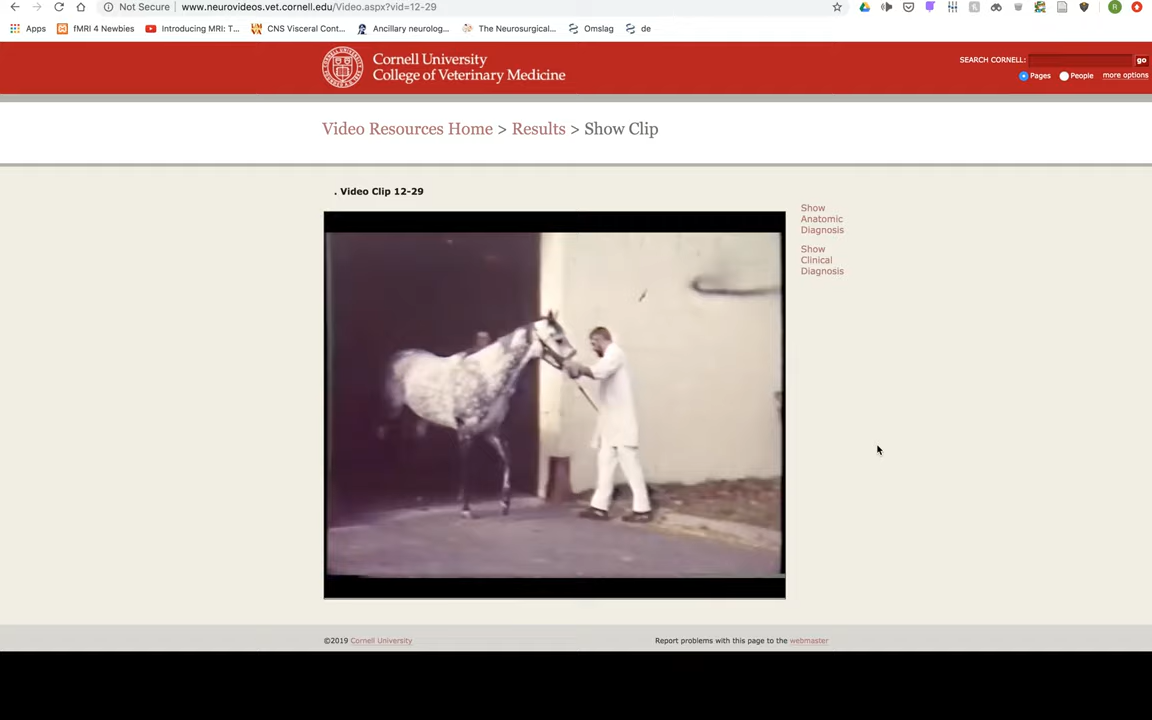 Not Secure | www.neurovideos.vet.cornell.edu/Video.aspx?vid=12-29
R
Apps
fMRI 4 Newbies
Introducing MRI: T...
CNS Visceral Cont...
Ancillary neurolog...
The Neurosurgical...
Omslag
de
Cornell University
College of Veterinary Medicine
SEARCH CORNELL:
go
Pages
People
more options
Video Resources Home > Results > Show Clip
. Video Clip 12-29
Show
Anatomic
Diagnosis
Show
Clinical
Diagnosis
©2019 Cornell University
Report problems with this page to the webmaster